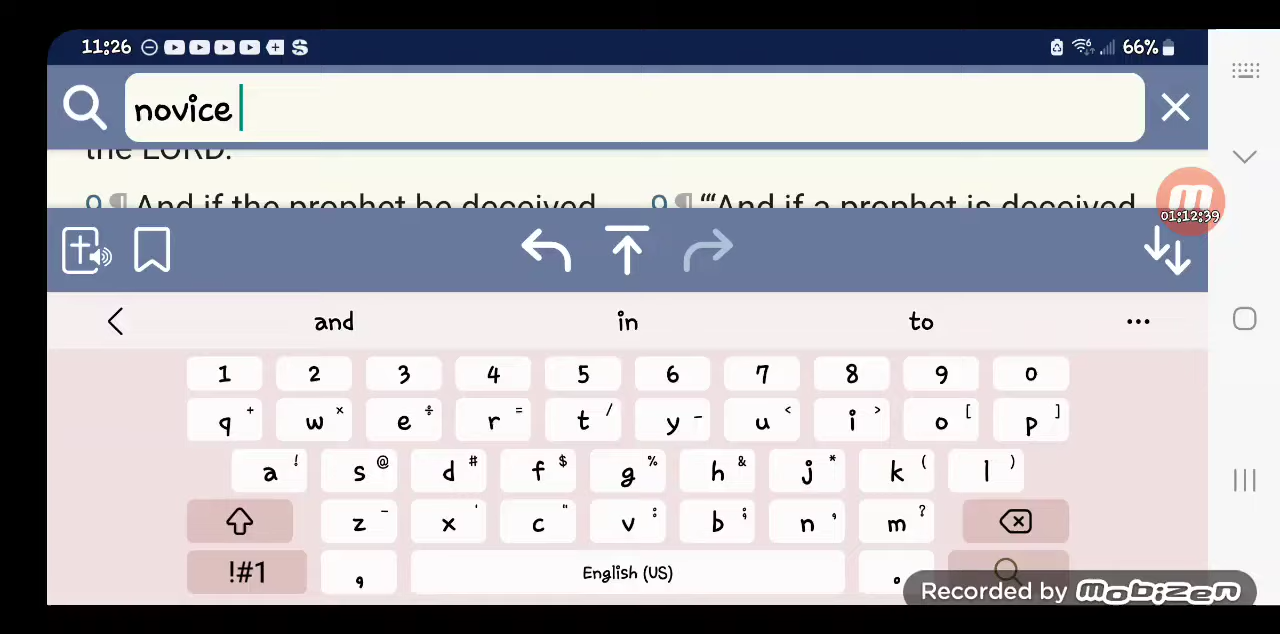 11:26 66%
novice
the LORD.
9 ¶ And if the prophet be deceived 9 ¶ “‘And if a prophet is deceived
01:12:39
and in to ...
1 2 3 4 5 6 7 8 9 0
q + w × e ÷ r = t / y - u < i > o [ p ]
a ! s @ d # f $ g % h & j * k ( l )
z - x ' c " v : b ; n , m ?
!#1 , English (US) .
Recorded by mobizen